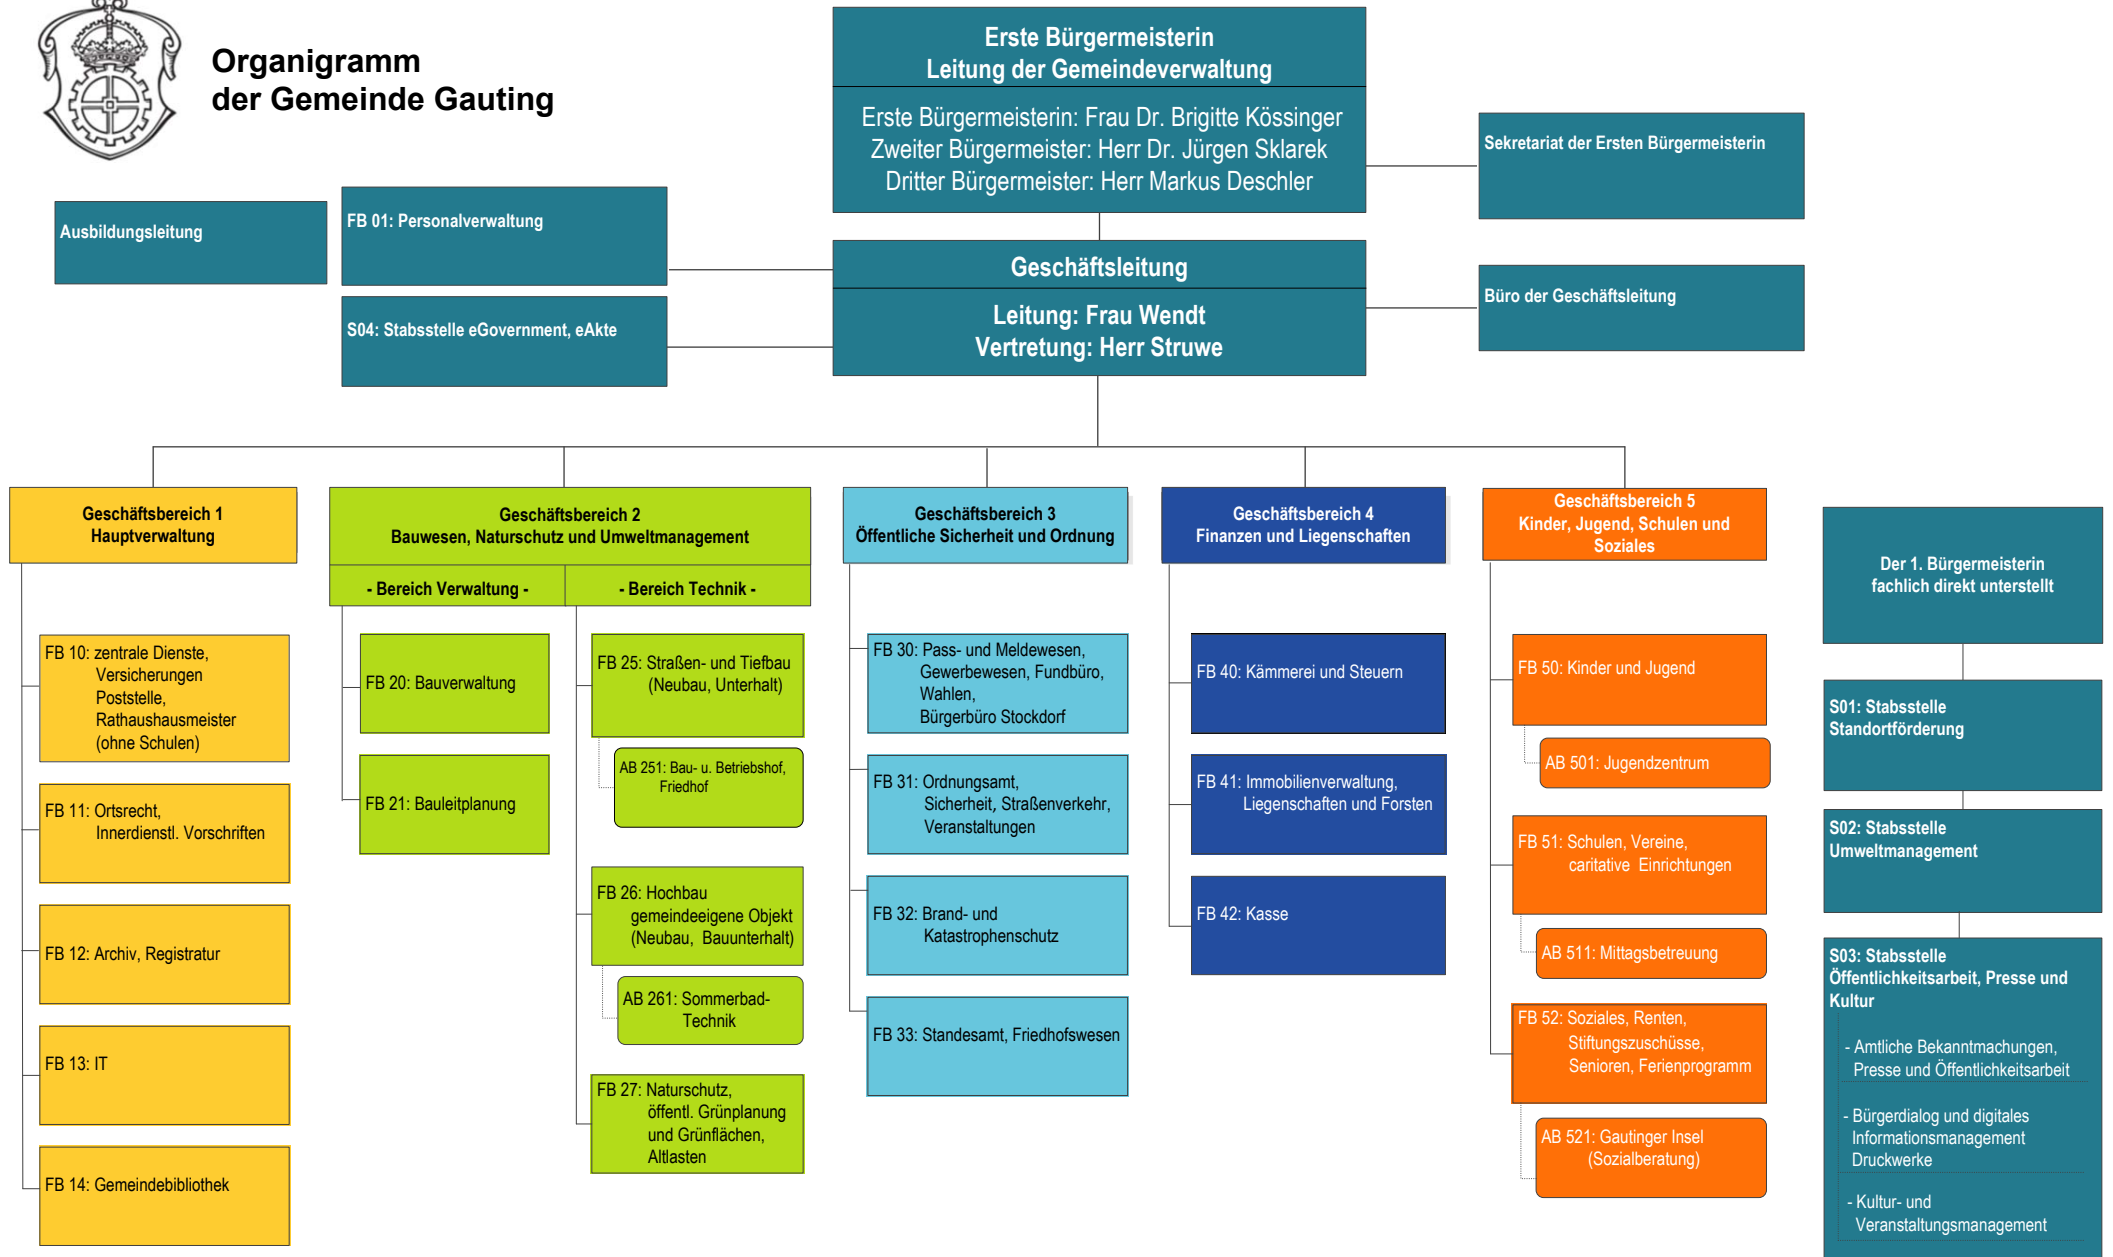 Organigramm
der Gemeinde Gauting
Erste Bürgermeisterin
Leitung der Gemeindeverwaltung
Erste Bürgermeisterin: Frau Dr. Brigitte Kössinger
Zweiter Bürgermeister: Herr Dr. Jürgen Sklarek
Dritter Bürgermeister: Herr Markus Deschler
Sekretariat der Ersten Bürgermeisterin
Ausbildungsleitung
FB 01: Personalverwaltung
S04: Stabsstelle eGovernment, eAkte
Geschäftsleitung
Leitung: Frau Wendt
Vertretung: Herr Struwe
Büro der Geschäftsleitung
Geschäftsbereich 1
Hauptverwaltung
FB 10: zentrale Dienste,
Versicherungen
Poststelle,
Rathaushausmeister
(ohne Schulen)
FB 11: Ortsrecht,
Innerdienstl. Vorschriften
FB 12: Archiv, Registratur
FB 13: IT
FB 14: Gemeindebibliothek
Geschäftsbereich 2
Bauwesen, Naturschutz und Umweltmanagement
- Bereich Verwaltung -
FB 20: Bauverwaltung
FB 21: Bauleitplanung
- Bereich Technik -
FB 25: Straßen- und Tiefbau
(Neubau, Unterhalt)
AB 251: Bau- u. Betriebshof,
Friedhof
FB 26: Hochbau
gemeindeeigene Objekt
(Neubau, Bauunterhalt)
AB 261: Sommerbad-
Technik
FB 27: Naturschutz,
öffentl. Grünplanung
und Grünflächen,
Altlasten
Geschäftsbereich 3
Öffentliche Sicherheit und Ordnung
FB 30: Pass- und Meldewesen,
Gewerbewesen, Fundbüro,
Wahlen,
Bürgerbüro Stockdorf
FB 31: Ordnungsamt,
Sicherheit, Straßenverkehr,
Veranstaltungen
FB 32: Brand- und
Katastrophenschutz
FB 33: Standesamt, Friedhofswesen
Geschäftsbereich 4
Finanzen und Liegenschaften
FB 40: Kämmerei und Steuern
FB 41: Immobilienverwaltung,
Liegenschaften und Forsten
FB 42: Kasse
Geschäftsbereich 5
Kinder, Jugend, Schulen und
Soziales
FB 50: Kinder und Jugend
AB 501: Jugendzentrum
FB 51: Schulen, Vereine,
caritative Einrichtungen
AB 511: Mittagsbetreuung
FB 52: Soziales, Renten,
Stiftungszuschüsse,
Senioren, Ferienprogramm
AB 521: Gautinger Insel
(Sozialberatung)
Der 1. Bürgermeisterin
fachlich direkt unterstellt
S01: Stabsstelle
Standortförderung
S02: Stabsstelle
Umweltmanagement
S03: Stabsstelle
Öffentlichkeitsarbeit, Presse und
Kultur
- Amtliche Bekanntmachungen,
Presse und Öffentlichkeitsarbeit
- Bürgerdialog und digitales
Informationsmanagement
Druckwerke
- Kultur- und
Veranstaltungsmanagement